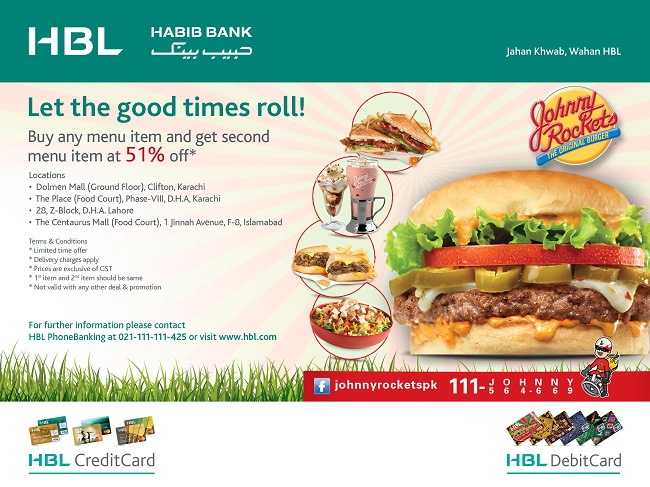 HBL
HABIB BANK
حبیب بینک
Jahan Khwab, Wahan HBL
Let the good times roll!
Buy any menu item and get second
menu item at 51% off*
Locations
• Dolmen Mall (Ground Floor), Clifton, Karachi
• The Place (Food Court), Phase-VIII, D.H.A, Karachi
• 28, Z-Block, D.H.A. Lahore
• The Centaurus Mall (Food Court), 1 Jinnah Avenue, F-8, Islamabad
Terms & Conditions
* Limited time offer
* Delivery charges apply
* Prices are exclusive of GST
* 1st item and 2nd item should be same
* Not valid with any other deal & promotion
For further information please contact
HBL PhoneBanking at 021-111-111-425 or visit www.hbl.com
Johnny
Rockets
THE ORIGINAL BURGER
f johnnyrocketspk
111-JOHNNY
564-669
HBL CreditCard
HBL DebitCard